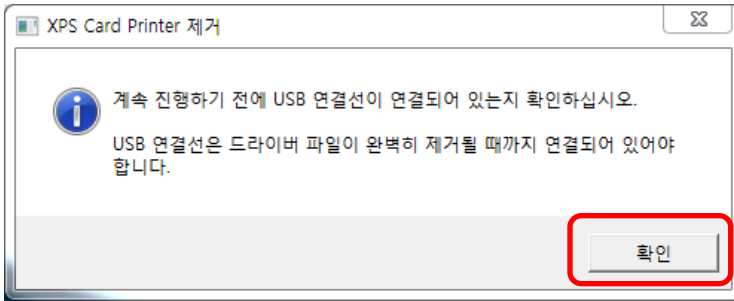 XPS Card Printer 제거
계속 진행하기 전에 USB 연결선이 연결되어 있는지 확인하십시오.
USB 연결선은 드라이버 파일이 완벽히 제거될 때까지 연결되어 있어야
합니다.
확인